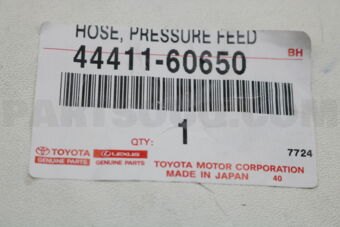 HOSE, PRESSURE FEED
BH
44411-60650
QTY:
1
7724
TOYOTA
GENUINE PARTS
LEXUS
GENUINE PARTS
TOYOTA MOTOR CORPORATION
MADE IN JAPAN 40